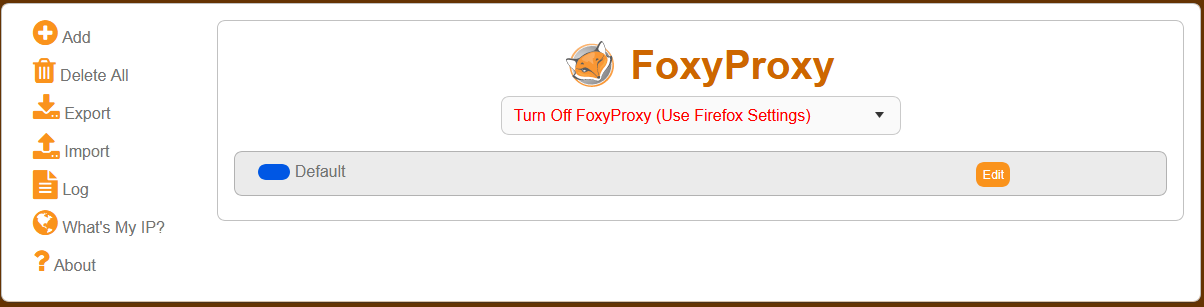 Add
Delete All
Export
Import
Log
What's My IP?
About
FoxyProxy
Turn Off FoxyProxy (Use Firefox Settings)
Default
Edit